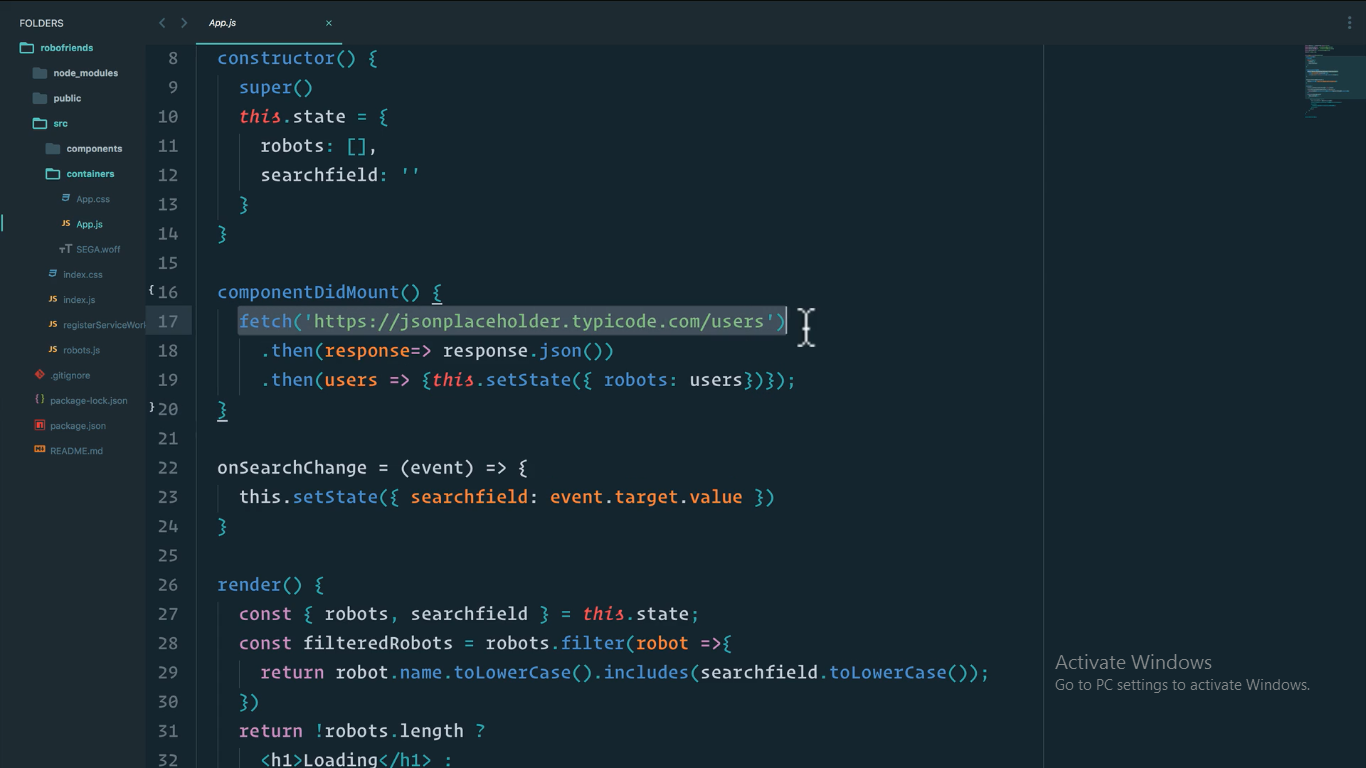 FOLDERS
robofriends
node_modules
public
src
components
containers
App.css
App.js
SEGA.woff
index.css
index.js
registerServiceWor
robots.js
.gitignore
package-lock.json
package.json
README.md
App.js
8 constructor() {
9 super()
10 this.state = {
11 robots: [],
12 searchfield: ''
13 }
14 }
15
16 componentDidMount() {
17 fetch('https://jsonplaceholder.typicode.com/users')
18 .then(response=> response.json())
19 .then(users => {this.setState({ robots: users})});
20 }
21
22 onSearchChange = (event) => {
23 this.setState({ searchfield: event.target.value })
24 }
25
26 render() {
27 const { robots, searchfield } = this.state;
28 const filteredRobots = robots.filter(robot =>{
29 return robot.name.toLowerCase().includes(searchfield.toLowerCase());
30 })
31 return !robots.length ?
32 <h1>Loading</h1> :
Activate Windows
Go to PC settings to activate Windows.